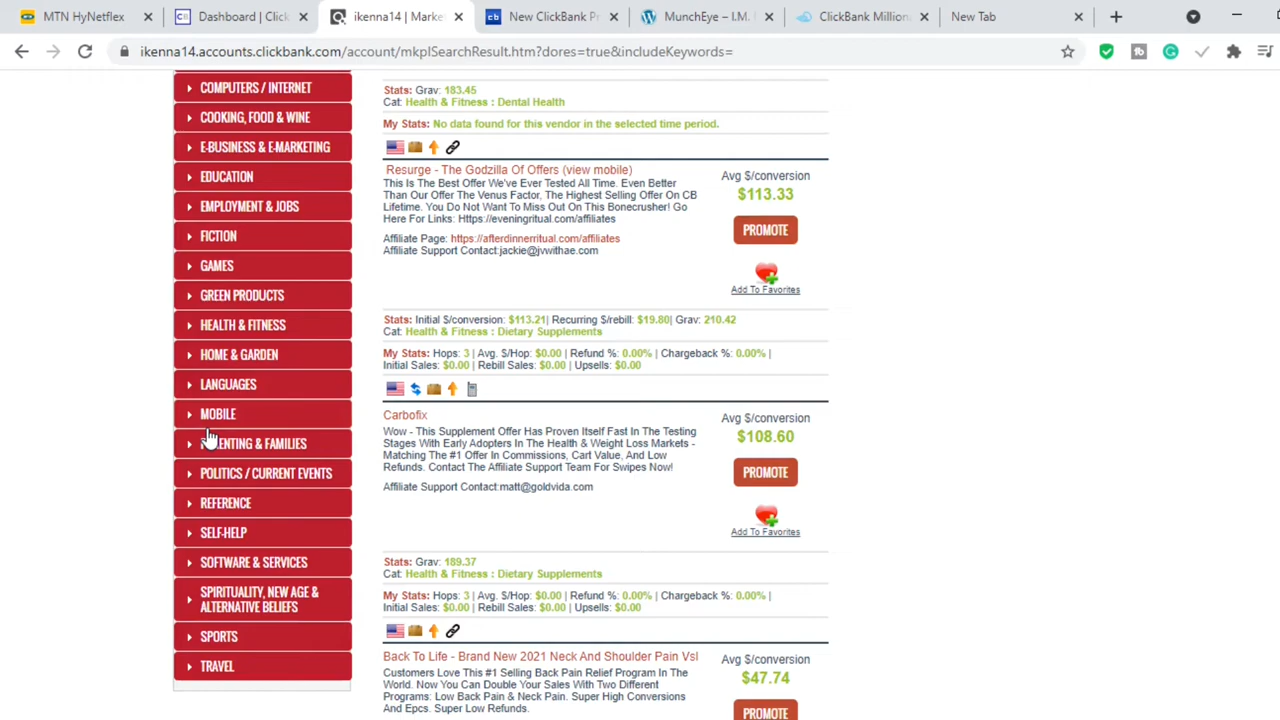 MTN HyNetflex
Dashboard | Click
ikenna14 | Marke
New ClickBank Pr
MunchEye – I.M.
ClickBank Million
New Tab
ikenna14.accounts.clickbank.com/account/mkplSearchResult.htm?dores=true&includeKeywords=
COMPUTERS / INTERNET
COOKING, FOOD & WINE
E-BUSINESS & E-MARKETING
EDUCATION
EMPLOYMENT & JOBS
FICTION
GAMES
GREEN PRODUCTS
HEALTH & FITNESS
HOME & GARDEN
LANGUAGES
MOBILE
ENTING & FAMILIES
POLITICS / CURRENT EVENTS
REFERENCE
SELF-HELP
SOFTWARE & SERVICES
SPIRITUALITY, NEW AGE &
ALTERNATIVE BELIEFS
SPORTS
TRAVEL
Stats: Grav: 183.45
Cat: Health & Fitness : Dental Health
My Stats: No data found for this vendor in the selected time period.
Resurge - The Godzilla Of Offers (view mobile)
This Is The Best Offer We've Ever Tested All Time. Even Better
Than Our Offer The Venus Factor, The Highest Selling Offer On CB
Lifetime. You Do Not Want To Miss Out On This Bonecrusher! Go
Here For Links: Https://eveningritual.com/affiliates
Affiliate Page: https://afterdinnerritual.com/affiliates
Affiliate Support Contact:jackie@jvwithae.com
Avg $/conversion
$113.33
PROMOTE
Add To Favorites
Stats: Initial $/conversion: $113.21| Recurring $/rebill: $19.80| Grav: 210.42
Cat: Health & Fitness : Dietary Supplements
My Stats: Hops: 3 | Avg. $/Hop: $0.00 | Refund %: 0.00% | Chargeback %: 0.00% |
Initial Sales: $0.00 | Rebill Sales: $0.00 | Upsells: $0.00
Carbofix
Wow - This Supplement Offer Has Proven Itself Fast In The Testing
Stages With Early Adopters In The Health & Weight Loss Markets -
Matching The #1 Offer In Commissions, Cart Value, And Low
Refunds. Contact The Affiliate Support Team For Swipes Now!
Affiliate Support Contact:matt@goldvida.com
Avg $/conversion
$108.60
PROMOTE
Add To Favorites
Stats: Grav: 189.37
Cat: Health & Fitness : Dietary Supplements
My Stats: Hops: 3 | Avg. $/Hop: $0.00 | Refund %: 0.00% | Chargeback %: 0.00% |
Initial Sales: $0.00 | Rebill Sales: $0.00 | Upsells: $0.00
Back To Life - Brand New 2021 Neck And Shoulder Pain Vsl
Customers Love This #1 Selling Back Pain Relief Program In The
World. Now You Can Double Your Sales With Two Different
Programs: Low Back Pain & Neck Pain. Super High Conversions
And Epcs. Super Low Refunds.
Avg $/conversion
$47.74
PROMOTE